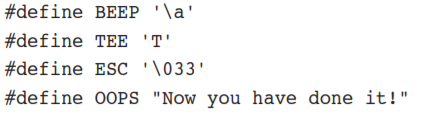 #define BEEP '\a'
#define TEE 'T'
#define ESC '\033'
#define OOPS "Now you have done it!"